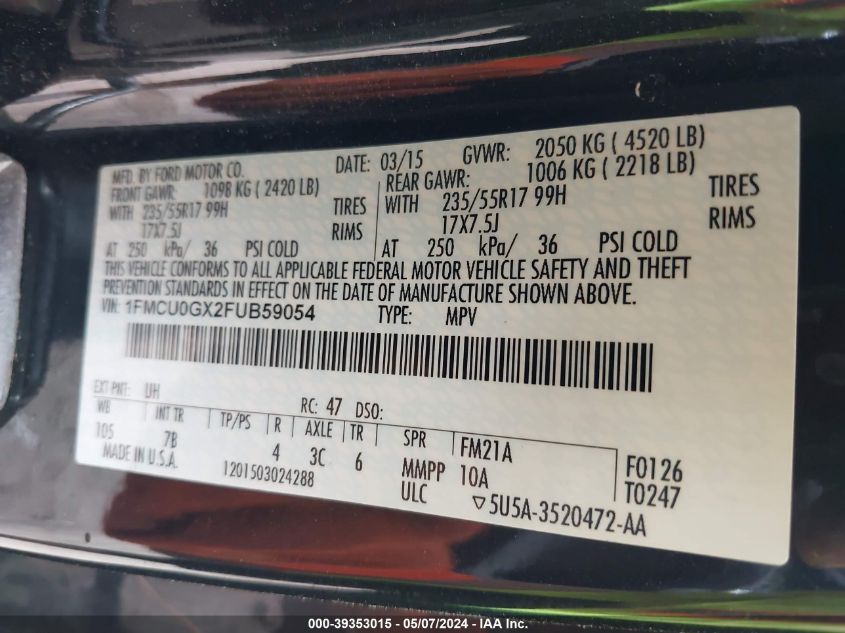 MFD. BY FORD MOTOR CO. DATE: 03/15 GVWR: 2050 KG ( 4520 LB)
FRONT GAWR: 1098 KG ( 2420 LB) REAR GAWR: 1006 KG ( 2218 LB)
WITH 235/55R17 99H TIRES WITH 235/55R17 99H TIRES
17X7.5J RIMS 17X7.5J RIMS
AT 250 kPa/ 36 PSI COLD AT 250 kPa/ 36 PSI COLD
THIS VEHICLE CONFORMS TO ALL APPLICABLE FEDERAL MOTOR VEHICLE SAFETY AND THEFT
PREVENTION STANDARDS IN EFFECT ON THE DATE OF MANUFACTURE SHOWN ABOVE.
VIN: 1FMCU0GX2FUB59054 TYPE: MPV
EXT PNT: UH RC: 47 DSO:
WB INT TR TP/PS R AXLE TR SPR FM21A F0126
105 7B 4 3C 6 MMPP 10A T0247
MADE IN U.S.A. 1201503024288 ULC ▽5U5A-3520472-AA
000-39353015 - 05/07/2024 - IAA Inc.